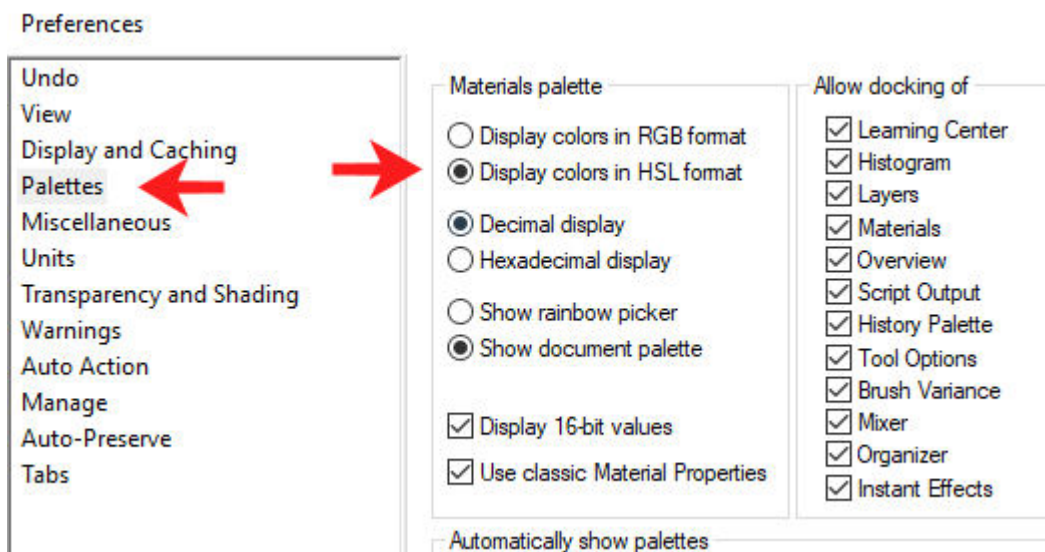 Preferences
Undo
View
Display and Caching
Palettes
Miscellaneous
Units
Transparency and Shading
Warnings
Auto Action
Manage
Auto-Preserve
Tabs
Materials palette
Display colors in RGB format
Display colors in HSL format
Decimal display
Hexadecimal display
Show rainbow picker
Show document palette
Display 16-bit values
Use classic Material Properties
Allow docking of
Learning Center
Histogram
Layers
Materials
Overview
Script Output
History Palette
Tool Options
Brush Variance
Mixer
Organizer
Instant Effects
Automatically show palettes